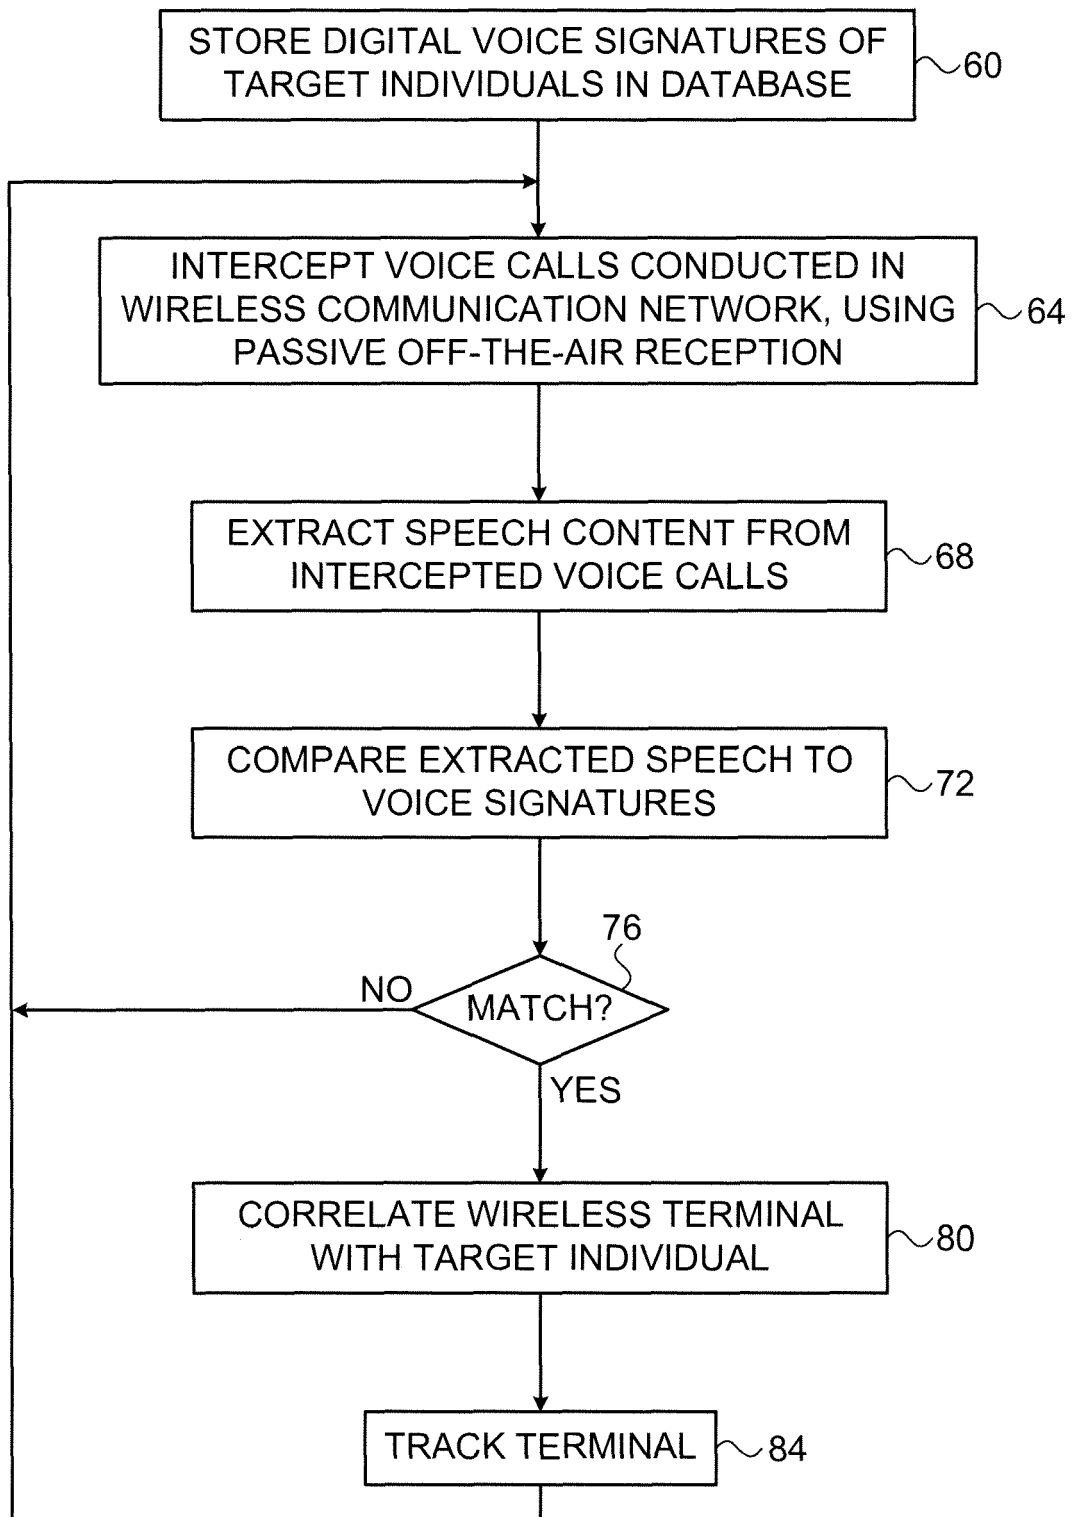 STORE DIGITAL VOICE SIGNATURES OF
TARGET INDIVIDUALS IN DATABASE
60
INTERCEPT VOICE CALLS CONDUCTED IN
WIRELESS COMMUNICATION NETWORK, USING
PASSIVE OFF-THE-AIR RECEPTION
64
EXTRACT SPEECH CONTENT FROM
INTERCEPTED VOICE CALLS
68
COMPARE EXTRACTED SPEECH TO
VOICE SIGNATURES
72
76
NO
MATCH?
YES
CORRELATE WIRELESS TERMINAL
WITH TARGET INDIVIDUAL
80
TRACK TERMINAL
84